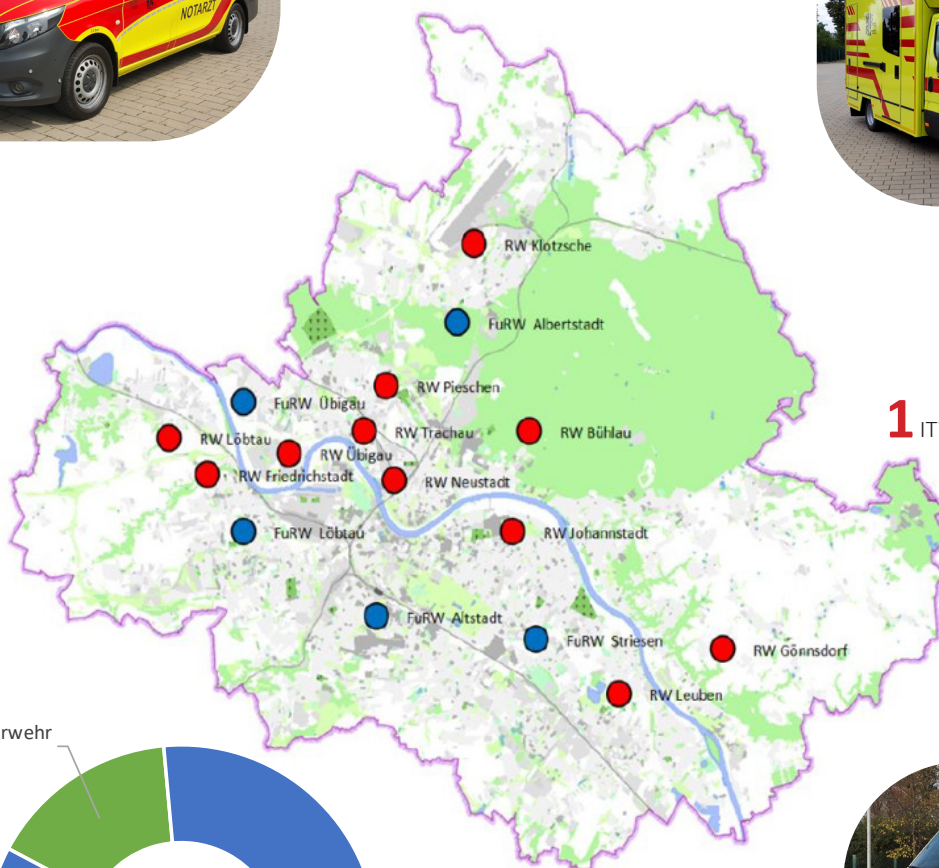 NOTARZT
RW Klotzsche
FuRW Albertstadt
RW Pieschen
FuRW Übigau
RW Trachau
RW Bühlau
RW Löbtau
RW Übigau
RW Friedrichstadt
RW Neustadt
FuRW Löbtau
RW Johannstadt
FuRW Altstadt
FuRW Striesen
RW Gönnsdorf
RW Leuben
1 IT
rwehr